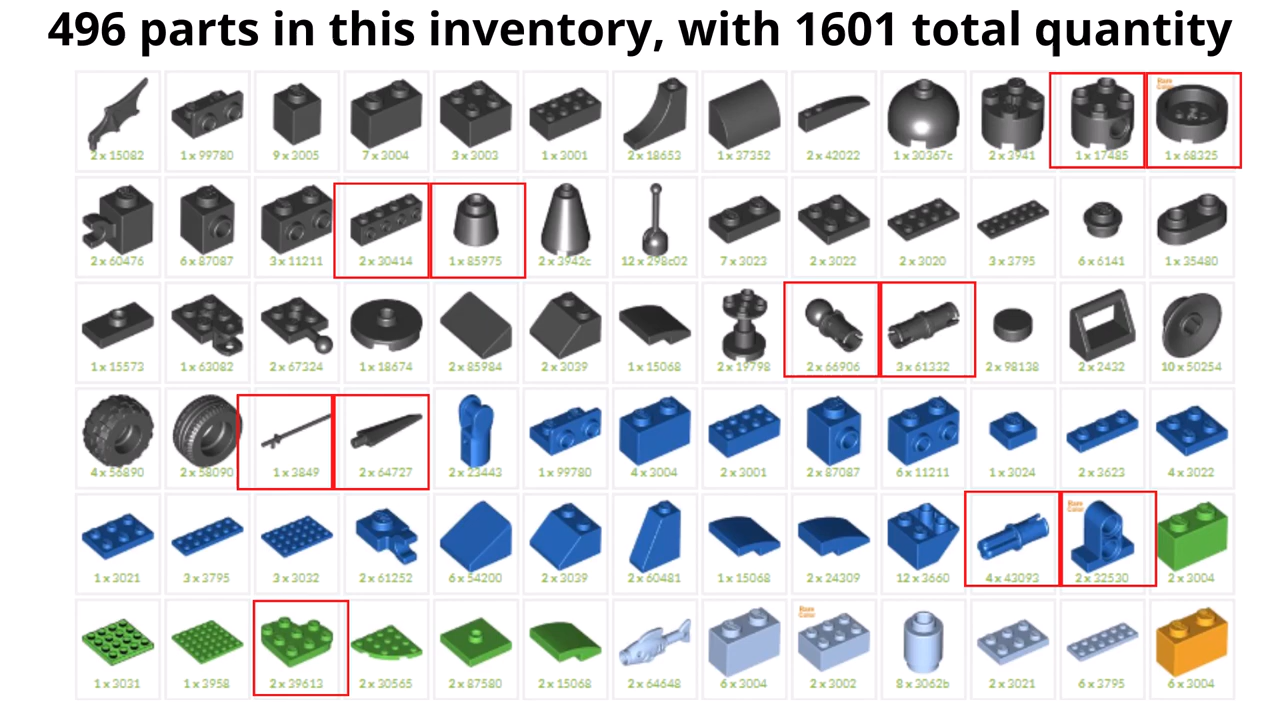 496 parts in this inventory, with 1601 total quantity
Rare
Color
2 x 15082 1 x 99780 9 x 3005 7 x 3004 3 x 3003 1 x 3001 2 x 18653 1 x 37352 2 x 42022 1 x 30367c 2 x 3941 1 x 17485 1 x 68325
2 x 60476 6 x 87087 3 x 11211 2 x 30414 1 x 85975 2 x 3942c 12 x 298c02 7 x 3023 2 x 3022 2 x 3020 3 x 3795 6 x 6141 1 x 35480
1 x 15573 1 x 63082 2 x 67324 1 x 18674 2 x 85984 2 x 3039 1 x 15068 2 x 19798 2 x 66906 3 x 61332 2 x 98138 2 x 2432 10 x 50254
4 x 56890 2 x 58090 1 x 3849 2 x 64727 2 x 23443 1 x 99780 4 x 3004 2 x 3001 2 x 87087 6 x 11211 1 x 3024 2 x 3623 4 x 3022
Rare
Color
1 x 3021 3 x 3795 3 x 3032 2 x 61252 6 x 54200 2 x 3039 2 x 60481 1 x 15068 2 x 24309 12 x 3660 4 x 43093 2 x 32530 2 x 3004
Rare
Color
1 x 3031 1 x 3958 2 x 39613 2 x 30565 2 x 87580 2 x 15068 2 x 64648 6 x 3004 2 x 3002 8 x 3062b 2 x 3021 6 x 3795 6 x 3004